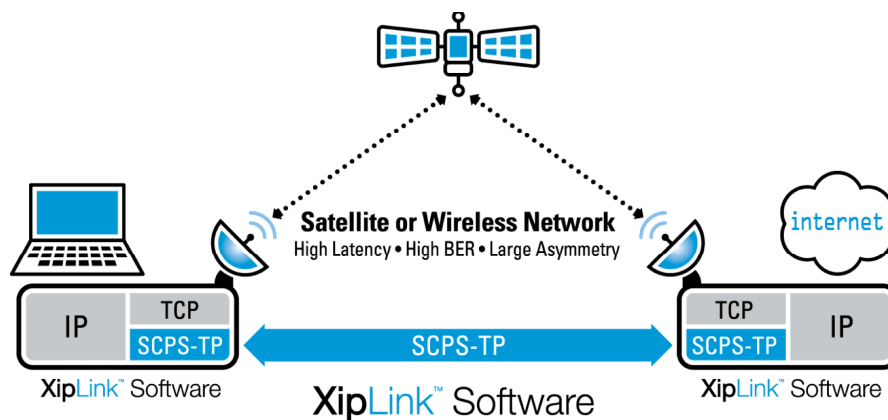 Satellite or Wireless Network
High Latency • High BER • Large Asymmetry
internet
IP
TCP
SCPS-TP
SCPS-TP
TCP
SCPS-TP
IP
XipLink™ Software
XipLink™ Software
XipLink™ Software